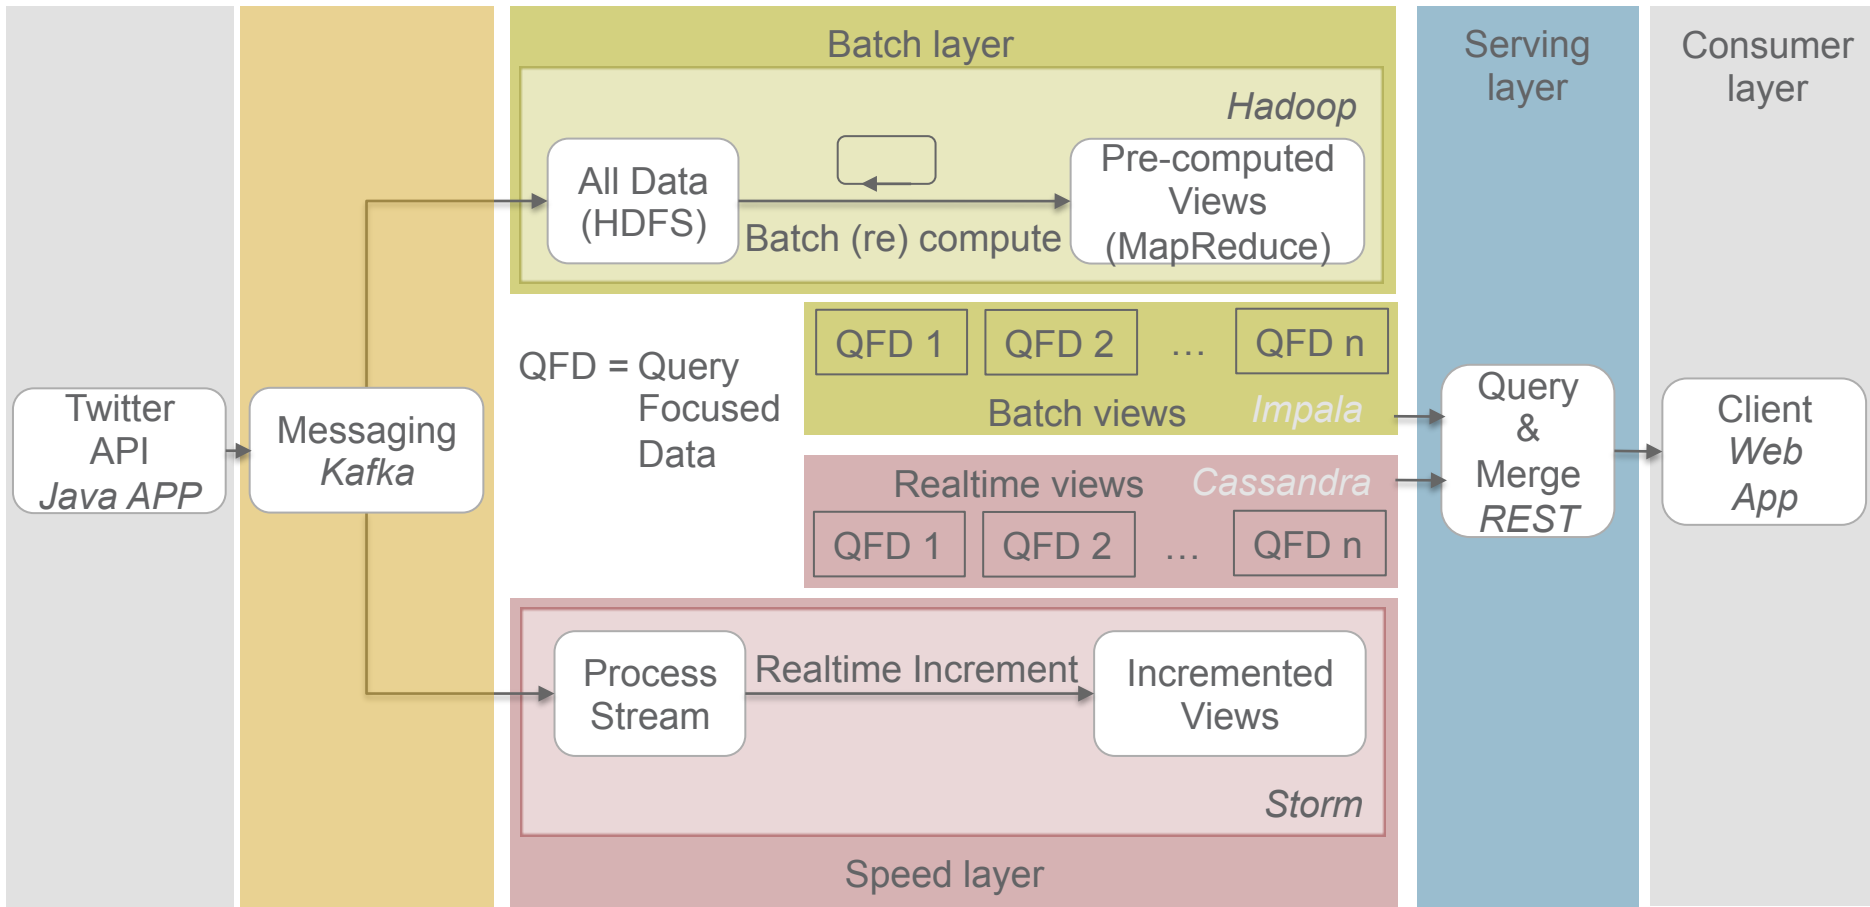 Batch layer
Serving
layer
Consumer
layer
Hadoop
All Data
(HDFS)
Batch (re) compute
Pre-computed
Views
(MapReduce)
QFD 1
QFD 2
...
QFD n
Batch views
Impala
QFD = Query
Focused
Data
Twitter
API
Java APP
Messaging
Kafka
Query
&
Merge
REST
Client
Web
App
Realtime views
Cassandra
QFD 1
QFD 2
...
QFD n
Process
Stream
Realtime Increment
Incremented
Views
Storm
Speed layer